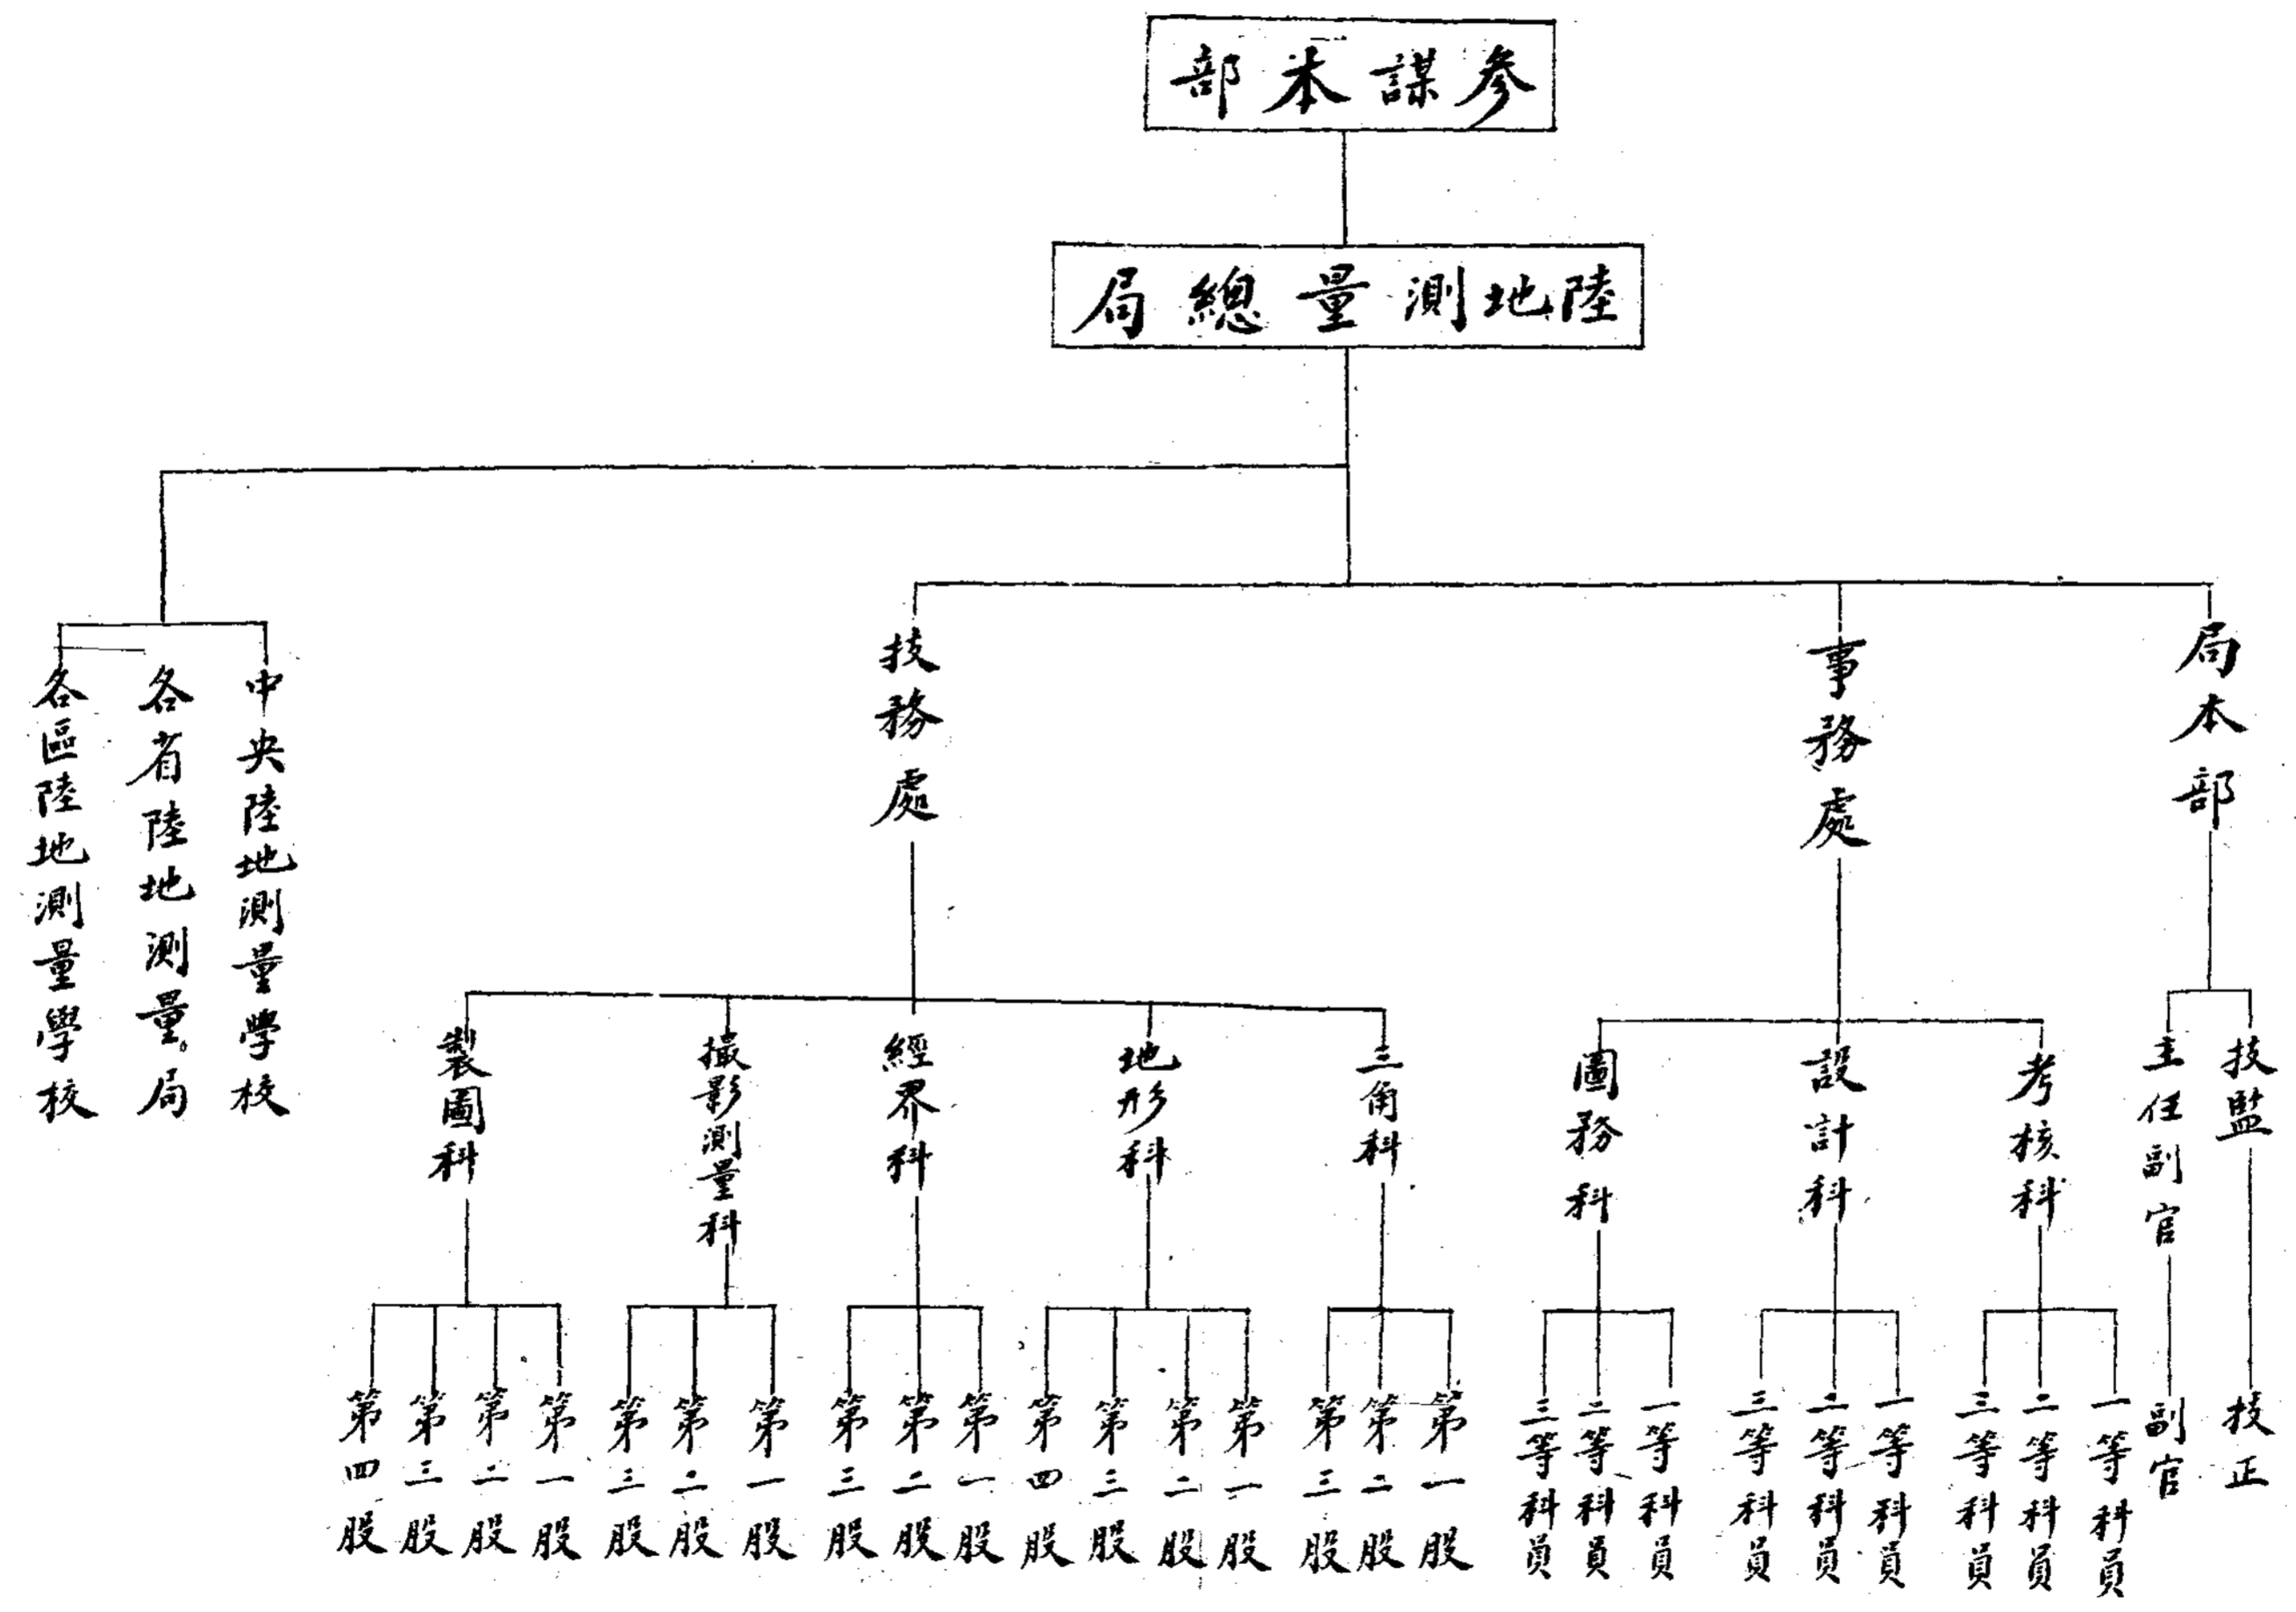 參謀本部
陸地測量總局
局本部
事務處
技務處
中央陸地測量學校
各省陸地測量局
各區陸地測量學校
技監
主任副官
考核科
設計科
圖務科
三角科
地形科
經界科
撮影測量科
製圖科
技正
副官
一等科員
二等科員
三等科員
一等科員
二等科員
三等科員
一等科員
二等科員
三等科員
第一股
第二股
第三股
第一股
第二股
第三股
第四股
第一股
第二股
第三股
第一股
第二股
第三股
第一股
第二股
第三股
第四股